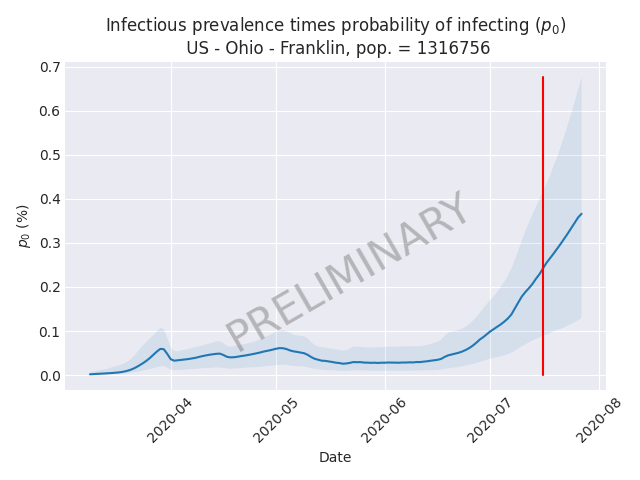 Infectious prevalence times probability of infecting (p₀)
US - Ohio - Franklin, pop. = 1316756
0.7
0.6
0.5
0.4
0.3
0.2
0.1
0.0
p₀ (%)
PRELIMINARY
2020-04
2020-05
2020-06
2020-07
2020-08
Date